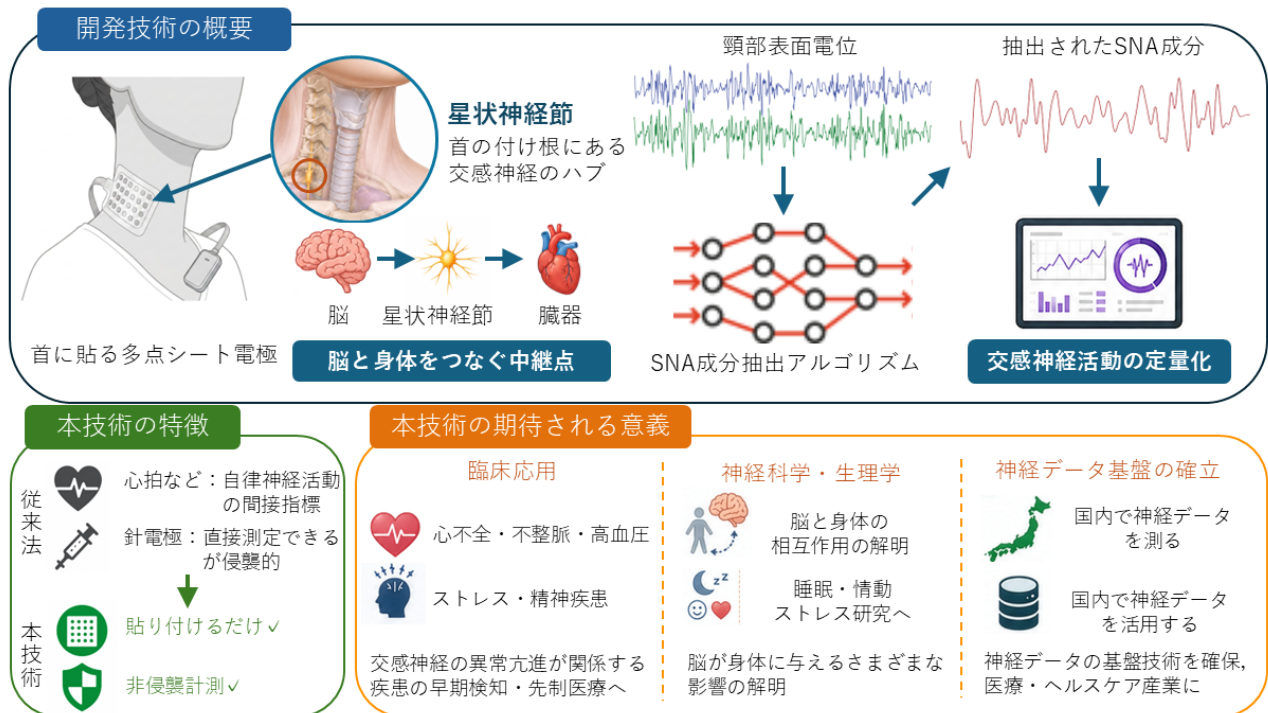 開発技術の概要
星状神経節
首の付け根にある
交感神経のハブ
脳
星状神経節
臓器
首に貼る多点シート電極
脳と身体をつなぐ中継点
頸部表面電位
抽出されたSNA成分
SNA成分抽出アルゴリズム
交感神経活動の定量化
本技術の特徴
従来法
心拍など：自律神経活動
の間接指標
針電極：直接測定できる
が侵襲的
本技術
貼り付けるだけ✓
非侵襲計測✓
本技術の期待される意義
臨床応用
心不全・不整脈・高血圧
ストレス・精神疾患
交感神経の異常亢進が関係する
疾患の早期検知・先制医療へ
神経科学・生理学
脳と身体の
相互作用の解明
zzz
睡眠・情動
ストレス研究へ
脳が身体に与えるさまざまな
影響の解明
神経データ基盤の確立
国内で神経データ
を測る
国内で神経データ
を活用する
神経データの基盤技術を確保,
医療・ヘルスケア産業に